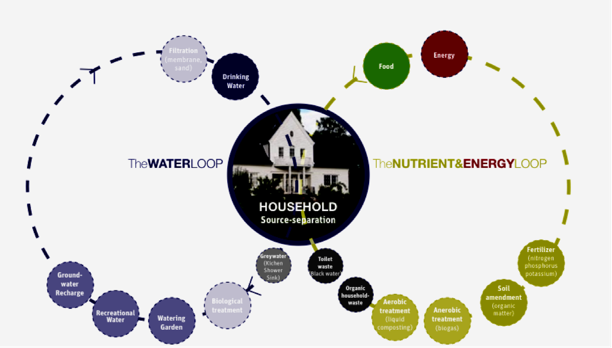 Filtration
(membrane,
sand)
Drinking
Water
Food
Energy
TheWATERLOOP
TheNUTRIENT&ENERGYLOOP
HOUSEHOLD
Source-separation
Greywater
(Kichen
Shower
Sink)
Toilet
waste
(Black water)
Organic
household-
waste
Ground-
water
Recharge
Recreational
Water
Watering
Garden
Biological
treatment
Aerobic
treatment
(liquid
composting)
Anerobic
treatment
(biogas)
Soil
amendment
(organic
matter)
Fertilizer
(nitrogen
phosphorus
potassium)